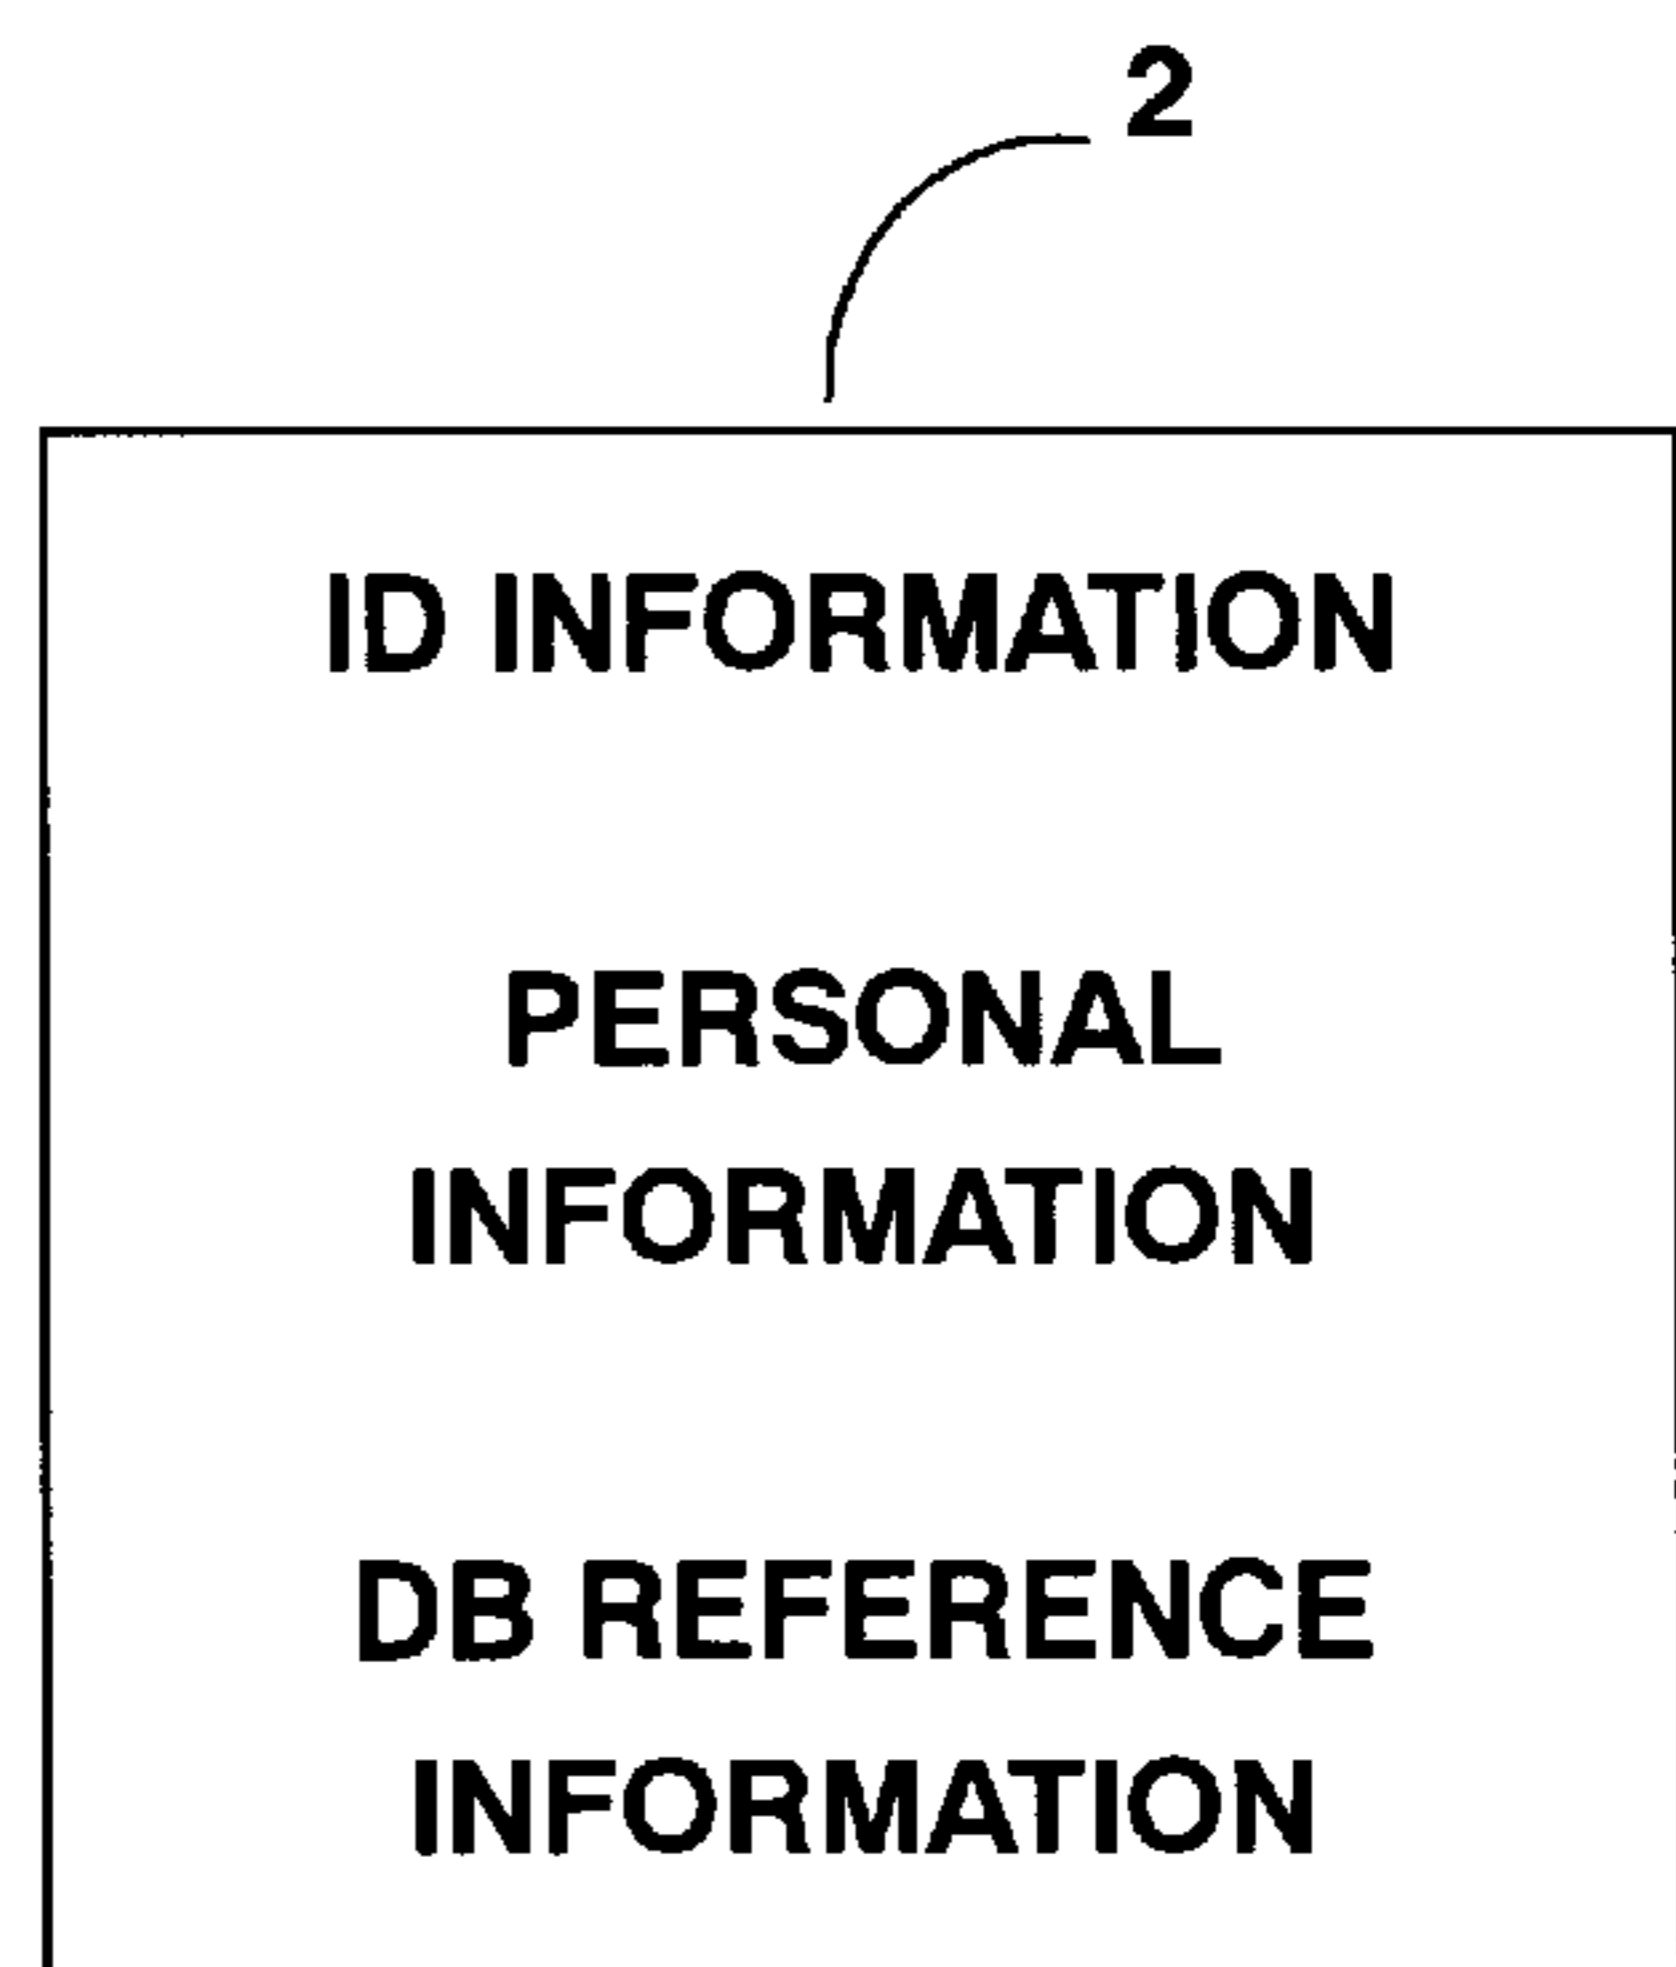 2
ID INFORMATION
PERSONAL
INFORMATION
DB REFERENCE
INFORMATION